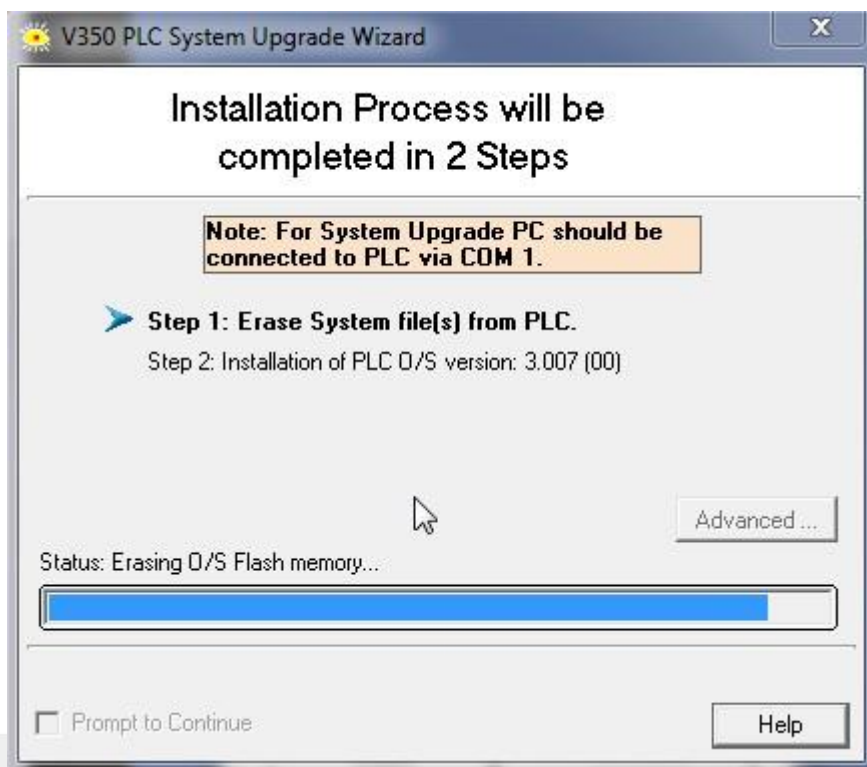 V350 PLC System Upgrade Wizard
Installation Process will be
completed in 2 Steps
Note: For System Upgrade PC should be
connected to PLC via COM 1.
Step 1: Erase System file(s) from PLC.
Step 2: Installation of PLC O/S version: 3.007 (00)
Advanced ...
Status: Erasing O/S Flash memory...
Prompt to Continue
Help